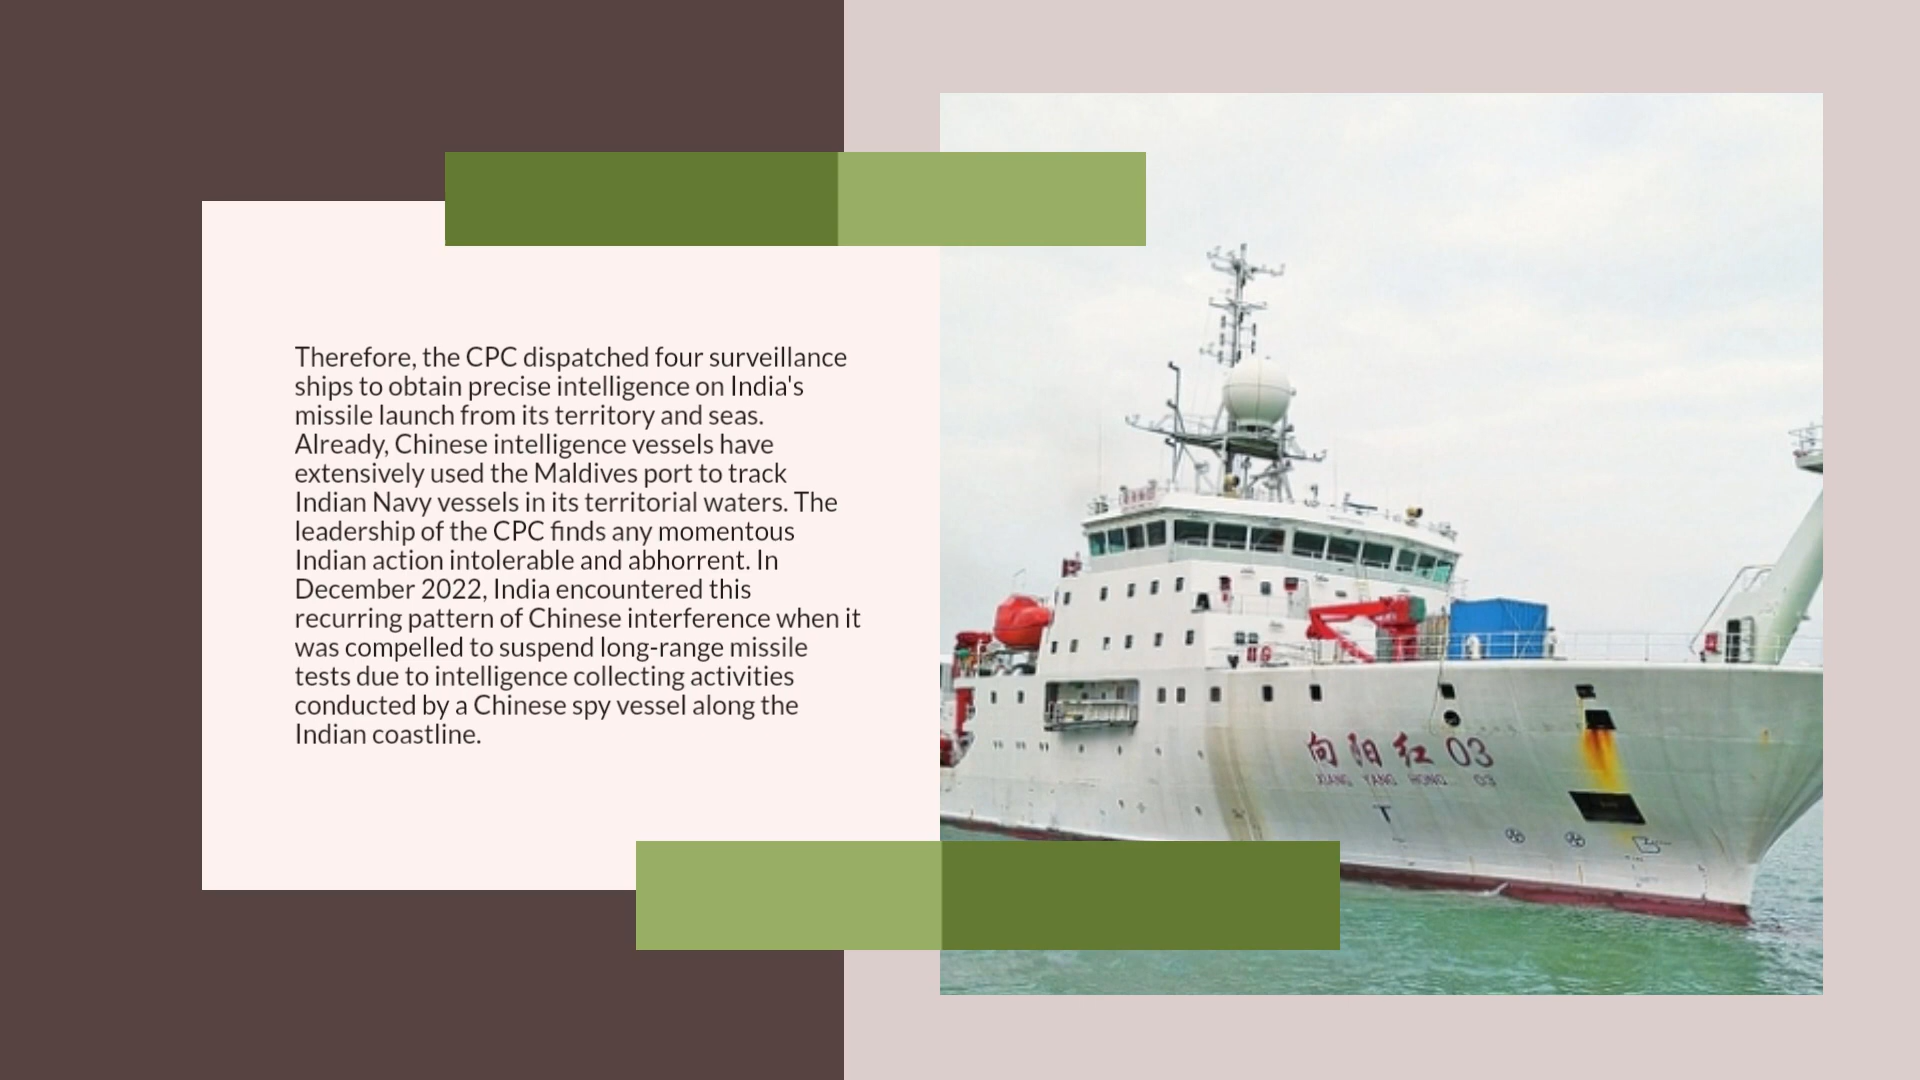 Therefore, the CPC dispatched four surveillance
ships to obtain precise intelligence on India's
missile launch from its territory and seas.
Already, Chinese intelligence vessels have
extensively used the Maldives port to track
Indian Navy vessels in its territorial waters. The
leadership of the CPC finds any momentous
Indian action intolerable and abhorrent. In
December 2022, India encountered this
recurring pattern of Chinese interference when it
was compelled to suspend long-range missile
tests due to intelligence collecting activities
conducted by a Chinese spy vessel along the
Indian coastline.
向阳红 03
XIANG YANG HONG 03